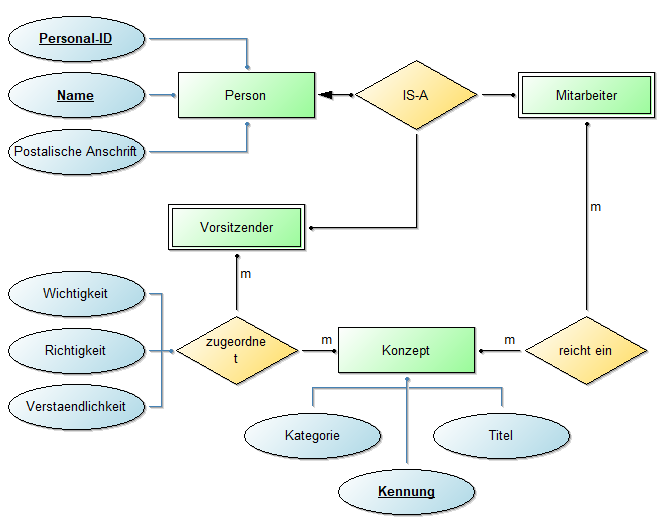 Personal-ID
Name
Person
IS-A
Mitarbeiter
Postalische Anschrift
m
Vorsitzender
m
Wichtigkeit
zugeordne
t
m
Konzept
m
reicht ein
Richtigkeit
Verstaendlichkeit
Kategorie
Titel
Kennung